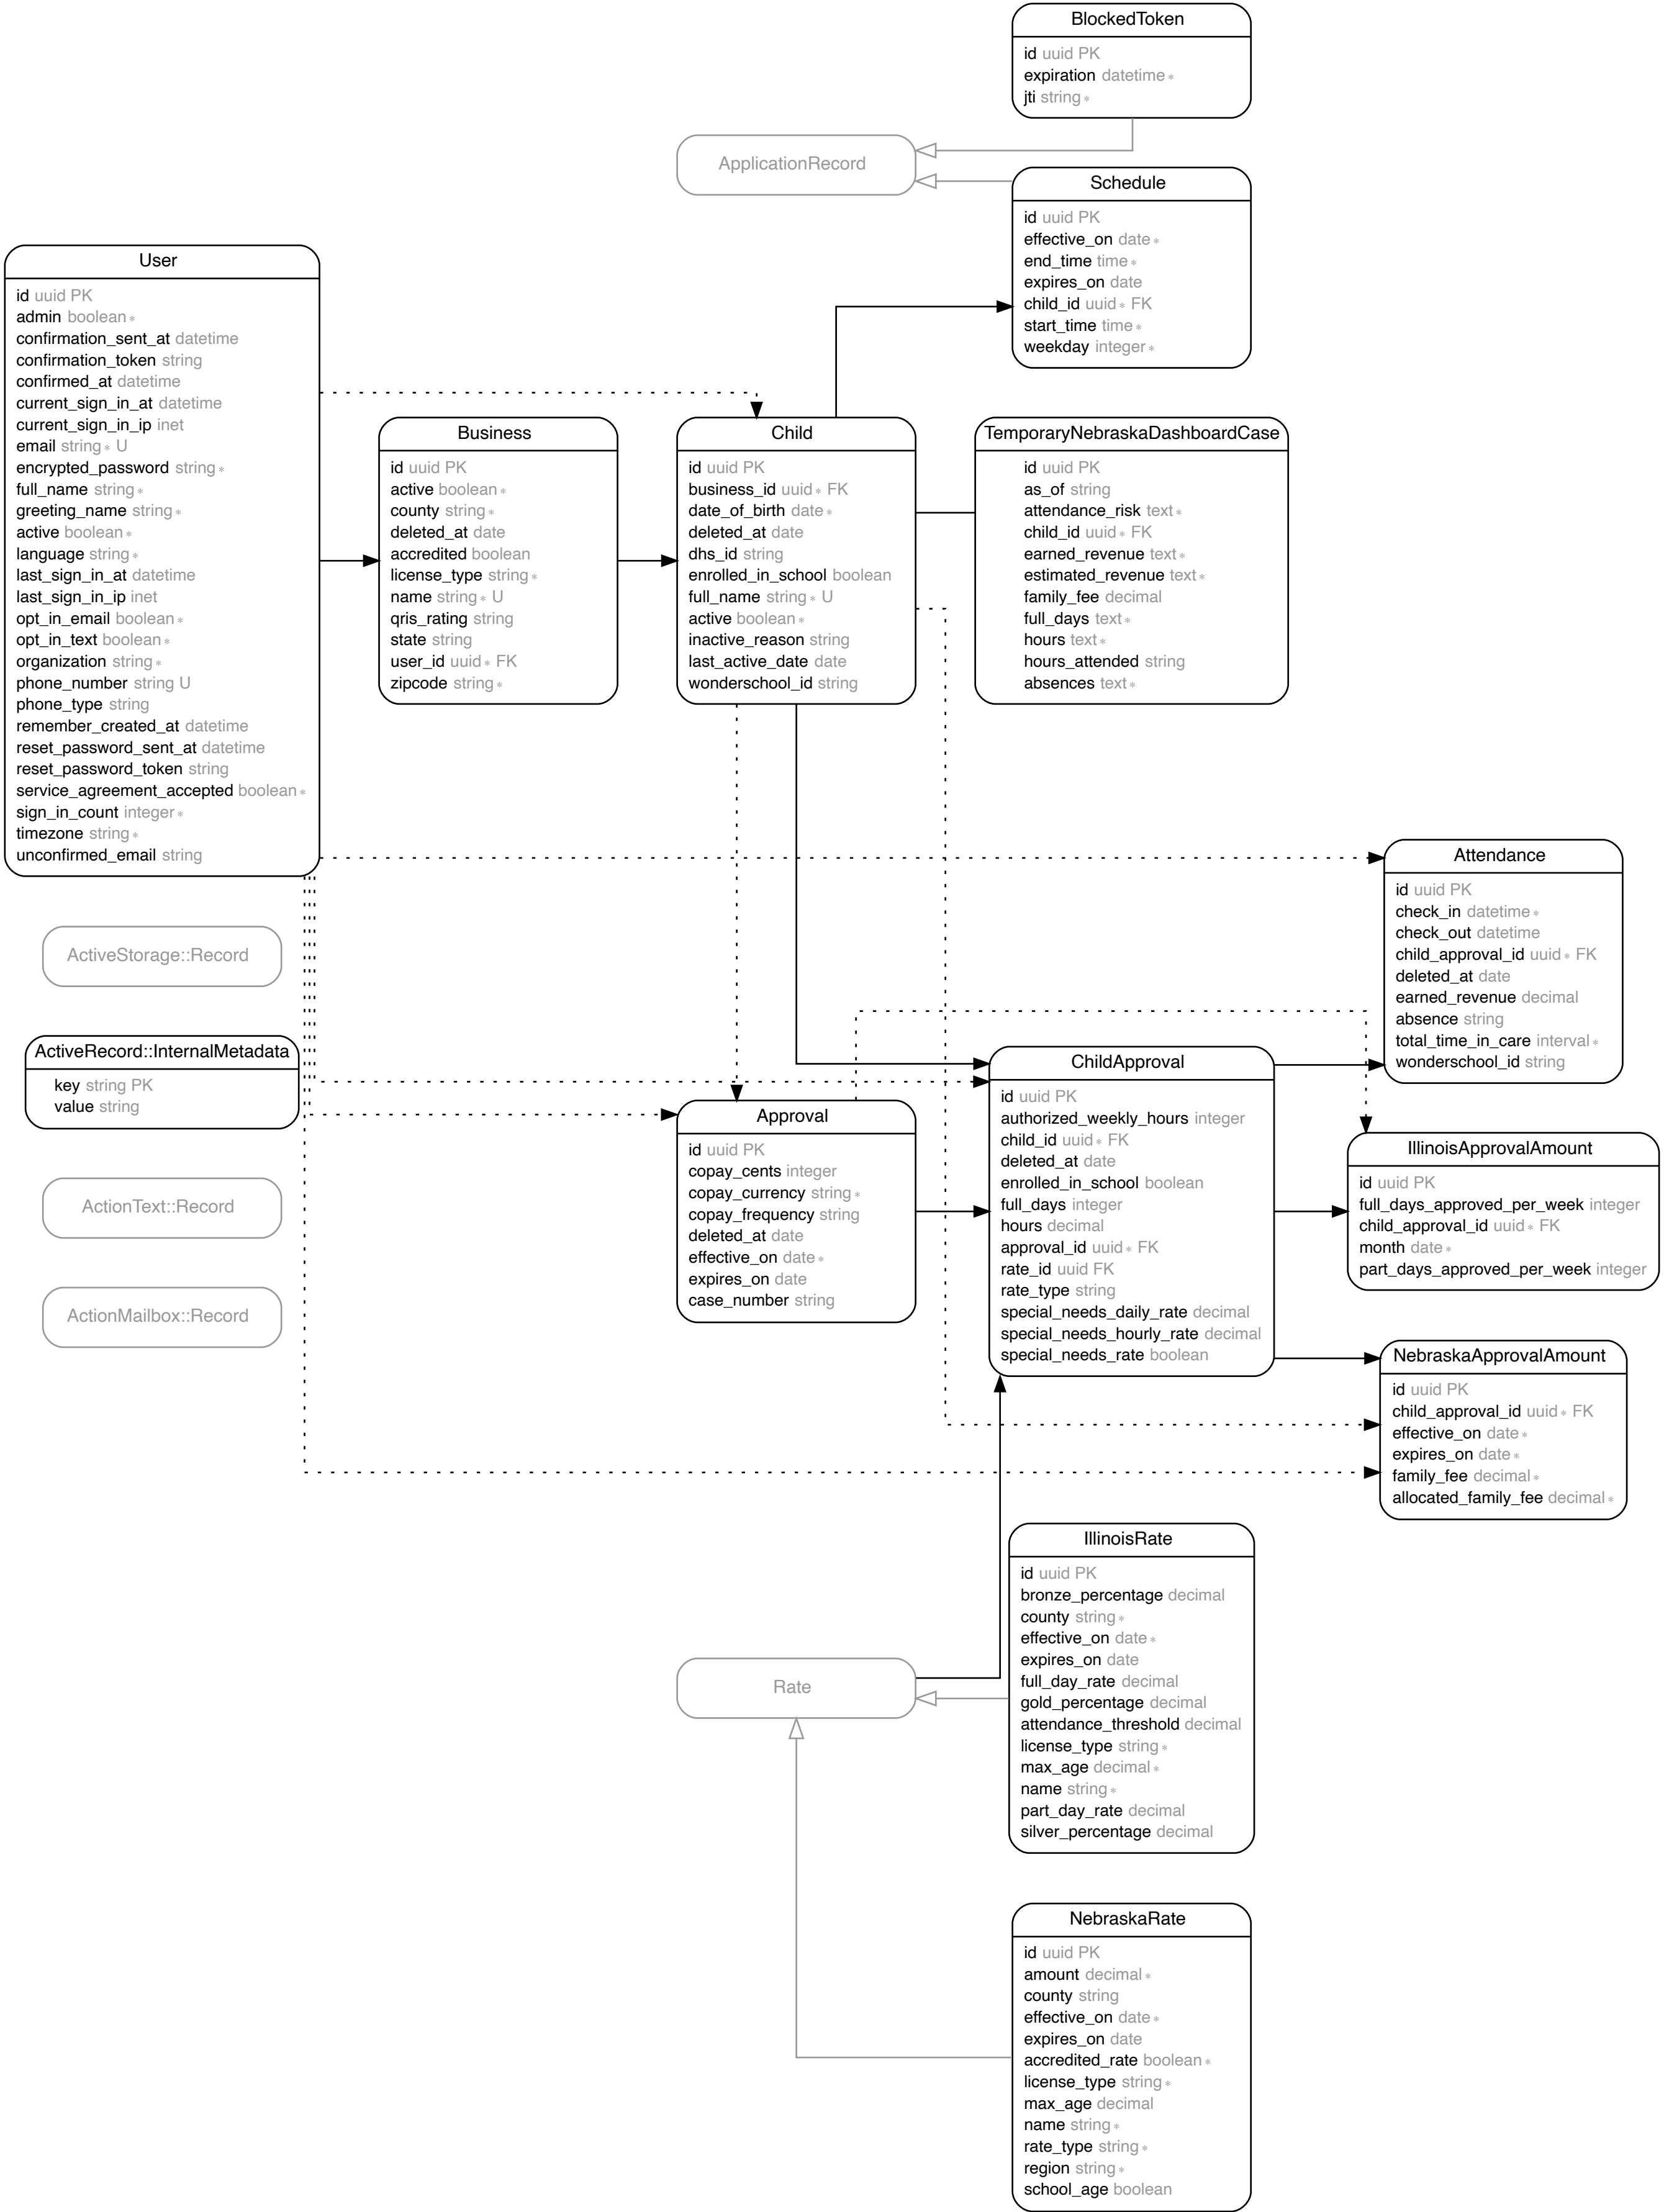 BlockedToken
id uuid PK
expiration datetime *
jti string *
ApplicationRecord
Schedule
id uuid PK
effective_on date *
end_time time *
expires_on date
child_id uuid * FK
start_time time *
weekday integer *
User
id uuid PK
admin boolean *
confirmation_sent_at datetime
confirmation_token string
confirmed_at datetime
current_sign_in_at datetime
current_sign_in_ip inet
email string * U
encrypted_password string *
full_name string *
greeting_name string *
active boolean *
language string *
last_sign_in_at datetime
last_sign_in_ip inet
opt_in_email boolean *
opt_in_text boolean *
organization string *
phone_number string U
phone_type string
remember_created_at datetime
reset_password_sent_at datetime
reset_password_token string
service_agreement_accepted boolean *
sign_in_count integer *
timezone string *
unconfirmed_email string
Business
id uuid PK
active boolean *
county string *
deleted_at date
accredited boolean
license_type string *
name string * U
qris_rating string
state string
user_id uuid * FK
zipcode string *
Child
id uuid PK
business_id uuid * FK
date_of_birth date *
deleted_at date
dhs_id string
enrolled_in_school boolean
full_name string * U
active boolean *
inactive_reason string
last_active_date date
wonderschool_id string
TemporaryNebraskaDashboardCase
id uuid PK
as_of string
attendance_risk text *
child_id uuid * FK
earned_revenue text *
estimated_revenue text *
family_fee decimal
full_days text *
hours text *
hours_attended string
absences text *
Attendance
id uuid PK
check_in datetime *
check_out datetime
child_approval_id uuid * FK
deleted_at date
earned_revenue decimal
absence string
total_time_in_care interval *
wonderschool_id string
ActiveStorage::Record
ActiveRecord::InternalMetadata
key string PK
value string
ActionText::Record
ActionMailbox::Record
Approval
id uuid PK
copay_cents integer
copay_currency string *
copay_frequency string
deleted_at date
effective_on date *
expires_on date
case_number string
ChildApproval
id uuid PK
authorized_weekly_hours integer
child_id uuid * FK
deleted_at date
enrolled_in_school boolean
full_days integer
hours decimal
approval_id uuid * FK
rate_id uuid FK
rate_type string
special_needs_daily_rate decimal
special_needs_hourly_rate decimal
special_needs_rate boolean
IllinoisApprovalAmount
id uuid PK
full_days_approved_per_week integer
child_approval_id uuid * FK
month date *
part_days_approved_per_week integer
NebraskaApprovalAmount
id uuid PK
child_approval_id uuid * FK
effective_on date *
expires_on date *
family_fee decimal *
allocated_family_fee decimal *
IllinoisRate
id uuid PK
bronze_percentage decimal
county string *
effective_on date *
expires_on date
full_day_rate decimal
gold_percentage decimal
attendance_threshold decimal
license_type string *
max_age decimal *
name string *
part_day_rate decimal
silver_percentage decimal
Rate
NebraskaRate
id uuid PK
amount decimal *
county string
effective_on date *
expires_on date
accredited_rate boolean *
license_type string *
max_age decimal
name string *
rate_type string *
region string *
school_age boolean